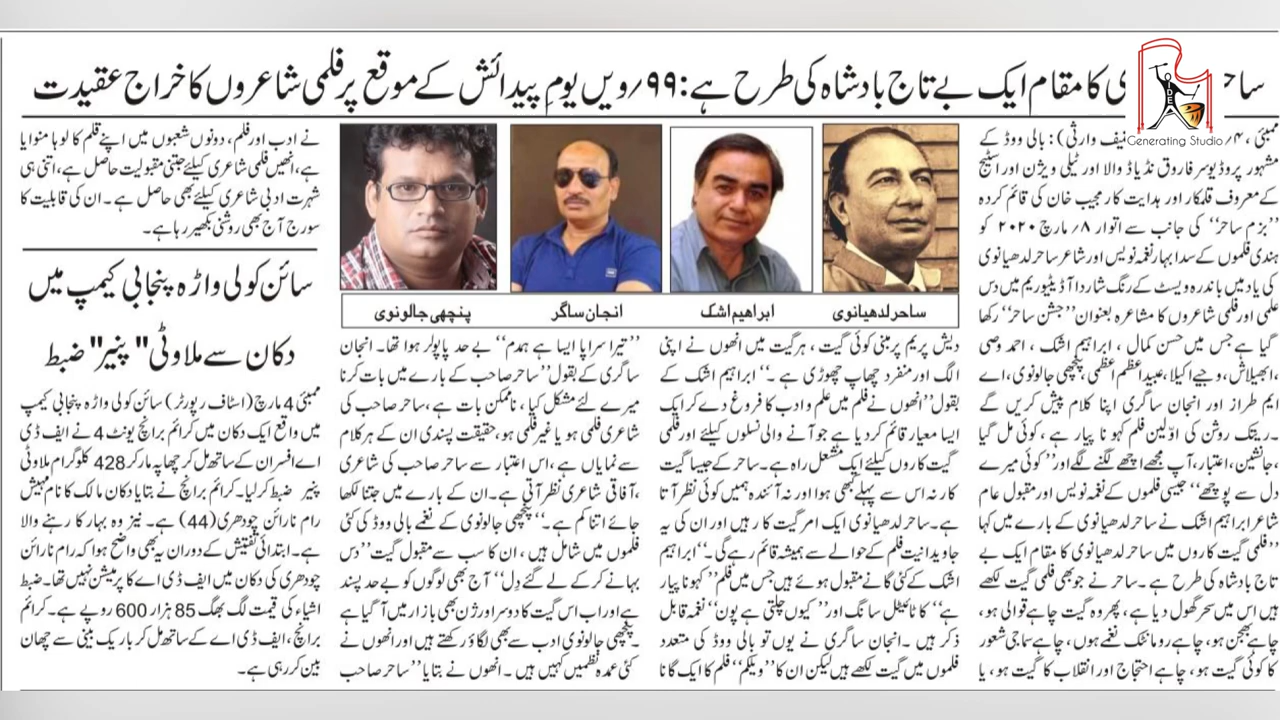 ساحر ی کا مقام ایک بے تاج بادشاہ کی طرح ہے: ۹۹؍ویں یومِ پیدائش کے موقع پر فلمی شاعروں کا خراج عقیدت
IDEA
Generating Studio
ممبئی، ۴؍ نیف وارثی): بالی ووڈ کے
مشہور پروڈیوسر فاروق نڈیاڈ والا اور ٹیلی ویژن اور اسٹیج
کے معروف قلمکار اور ہدایت کار مجیب خان کی قائم کردہ
”بزم ساحر“ کی جانب سے اتوار ۸؍ مارچ ۲۰۲۰ کو
ہندی فلموں کے سدا بہار نغمہ نویس اور شاعر ساحر لدھیانوی
کی یاد میں باندرہ ویسٹ کے رنگ شاردا آڈیٹیوریم میں دس
علمی اور فلمی شاعروں کا مشاعرہ بعنوان ”جشن ساحر“ رکھا
گیا ہے جس میں حسن کمال ، ابراہیم اشک ، احمد وصی
،ابھیلاش، وجے اکیلا، عبید اعظم اعظمی، پنچھی جالونوی، اے
ایم طراز اور انجان ساگری اپنا کلام پیش کریں گے
۔ریتک روشن کی اوّلین فلم کہو نا پیار ہے ، کوئی مل گیا
،جانشین، اعتبار، آپ مجھے اچھے لگنے لگے اور ”کوئی میرے
دل سے پوچھے“ جیسی فلموں کے نغمہ نویس اور مقبول عام
شاعر ابراہیم اشک نے ساحر لدھیانوی کے بارے میں کہا
”فلمی گیت کاروں میں ساحر لدھیانوی کا مقام ایک بے
تاج بادشاہ کی طرح ہے ۔ساحر نے جو بھی فلمی گیت لکھے
ہیں اس میں سحر گھول دیا ہے، پھر وہ گیت چاہے قوالی ہو،
چاہے بھجن ہو، چاہے رومانٹک نغمے ہوں، چاہے سماجی شعور
کا کوئی گیت ہو، چاہے احتجاج اور انقلاب کا گیت ہو، یا
ساحر لدھیانوی
ابراہیم اشک
انجان ساگر
پنچھی جالونوی
دیش پریم پر مبنی کوئی گیت ، ہر گیت میں انھوں نے اپنی
الگ اور منفرد چھاپ چھوڑی ہے ۔“ ابراہیم اشک کے
بقول ”انھوں نے فلم میں علم و ادب کا فروغ دے کر ایک
ایسا معیار قائم کر دیا ہے جو آنے والی نسلوں کیلئے اور فلمی
گیت کاروں کیلئے ایک مشعل راہ ہے۔ ساحر کے جیسا گیت
کار نہ اس سے پہلے کبھی ہوا اور نہ آئندہ ہمیں کوئی نظر آتا
ہے۔ ساحر لدھیانوی ایک امر گیت کار ہیں اور ان کی یہ
جاویدانیت فلم کے حوالے سے ہمیشہ قائم رہے گی ۔“ ابراہیم
اشک کے کئی گانے مقبول ہوئے ہیں جس میں فلم ”کہو نا پیار
ہے“ کا ٹائٹل سانگ اور ”کیوں چلتی ہے پون“ نغمہ قابل
ذکر ہیں ۔ انجان ساگری نے یوں تو بالی ووڈ کی متعدد
فلموں میں گیت لکھے ہیں لیکن ان کا ”ویلکم“ فلم کا ایک گانا
”تیرا سراپا ایسا ہے ہمدم“ بے حد پاپولر ہوا تھا۔ انجان
ساگری کے بقول ”ساحر صاحب کے بارے میں بات کرنا
میرے لئے مشکل کیا ، ناممکن بات ہے، ساحر صاحب کی
شاعری فلمی ہو یا غیر فلمی ہو، حقیقت پسندی ان کے ہر کلام
سے نمایاں ہے ،اس اعتبار سے ساحر صاحب کی شاعری
،آفاقی شاعری نظر آتی ہے۔ ان کے بارے میں جتنا لکھا
جائے اتنا کم ہے۔“ پنچھی جالونوی کے نغمے بالی ووڈ کی کئی
فلموں میں شامل ہیں ، ان کا سب سے مقبول گیت ”دس
بہانے کر کے لے گئے دِل“ آج بھی لوگوں کو بے حد پسند
ہے اور اب اس گیت کا دوسرا ورژن بھی بازار میں آ گیا ہے
۔پنچھی جالونوی ادب سے بھی لگاؤ رکھتے ہیں اور انھوں نے
کئی عمدہ نظمیں کہیں ہیں ۔ انھوں نے بتایا ”ساحر صاحب
نے ادب اور فلم، دونوں شعبوں میں اپنے قلم کا لوہا منوایا
ہے، انھیں فلمی شاعری کیلئے جتنی مقبولیت حاصل ہے، اتنی ہی
شہرت ادبی شاعری کیلئے بھی حاصل ہے ۔ ان کی قابلیت کا
سورج آج بھی روشنی بکھیر رہا ہے۔
سائن کولی واڑہ پنجابی کیمپ میں
دکان سے ملاوٹی "پنیر" ضبط
ممبئی 4 مارچ (اسٹاف رپورٹر) سائن کولی واڑہ پنجابی کیمپ
میں واقع ایک دکان میں کرائم برانچ یونٹ 4 نے ایف ڈی
اے افسران کے ساتھ مل کر چھاپہ مار کر 428 کلوگرام ملاوٹی
پنیر ضبط کر لیا۔ کرائم برانچ نے بتایا دکان مالک کا نام مہیش
رام نارائن چودھری (44) ہے۔ نیز وہ بہار کا رہنے والا
ہے۔ ابتدائی تفتیش کے دوران یہ بھی واضح ہوا کہ رام نارائن
چودھری کی دکان میں ایف ڈی اے کا پرمیشن نہیں تھا۔ ضبط
اشیاء کی قیمت لگ بھگ 85 ہزار 600 روپے ہے۔ کرائم
برانچ، ایف ڈی اے کے ساتھ مل کر باریک بینی سے چھان
بین کر رہی ہے۔